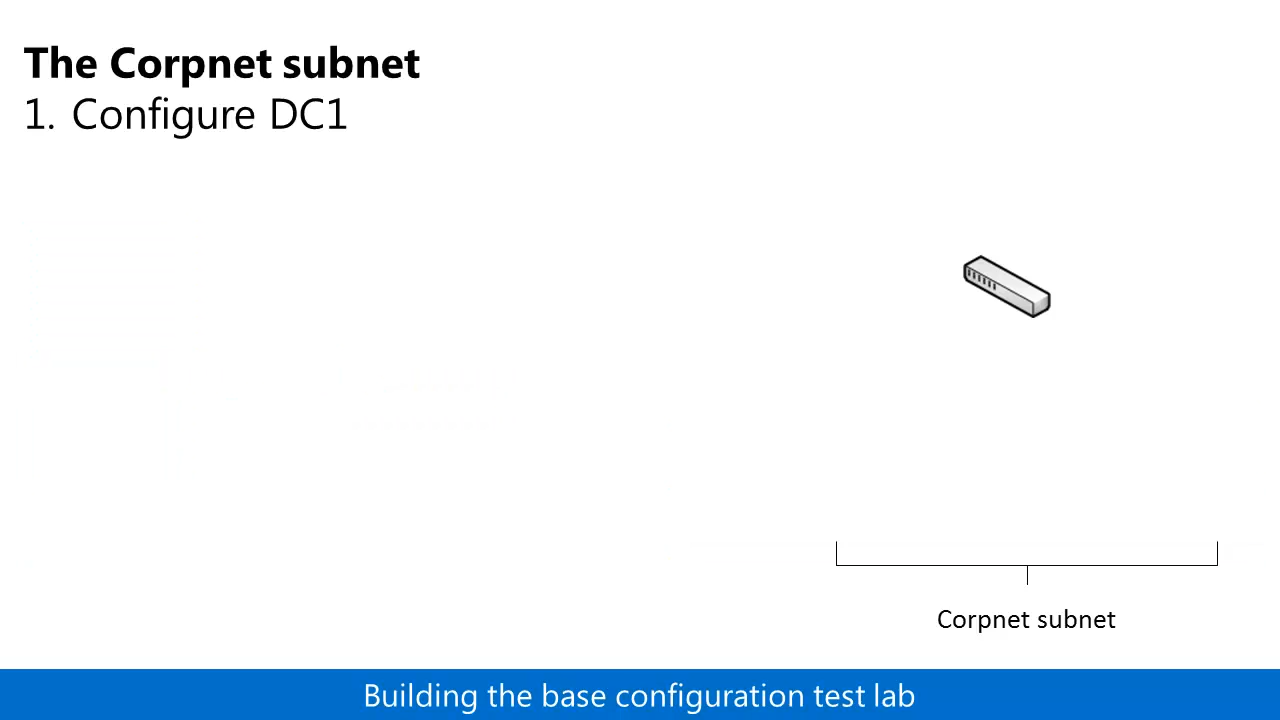 The Corpnet subnet
1. Configure DC1
Corpnet subnet
Building the base configuration test lab